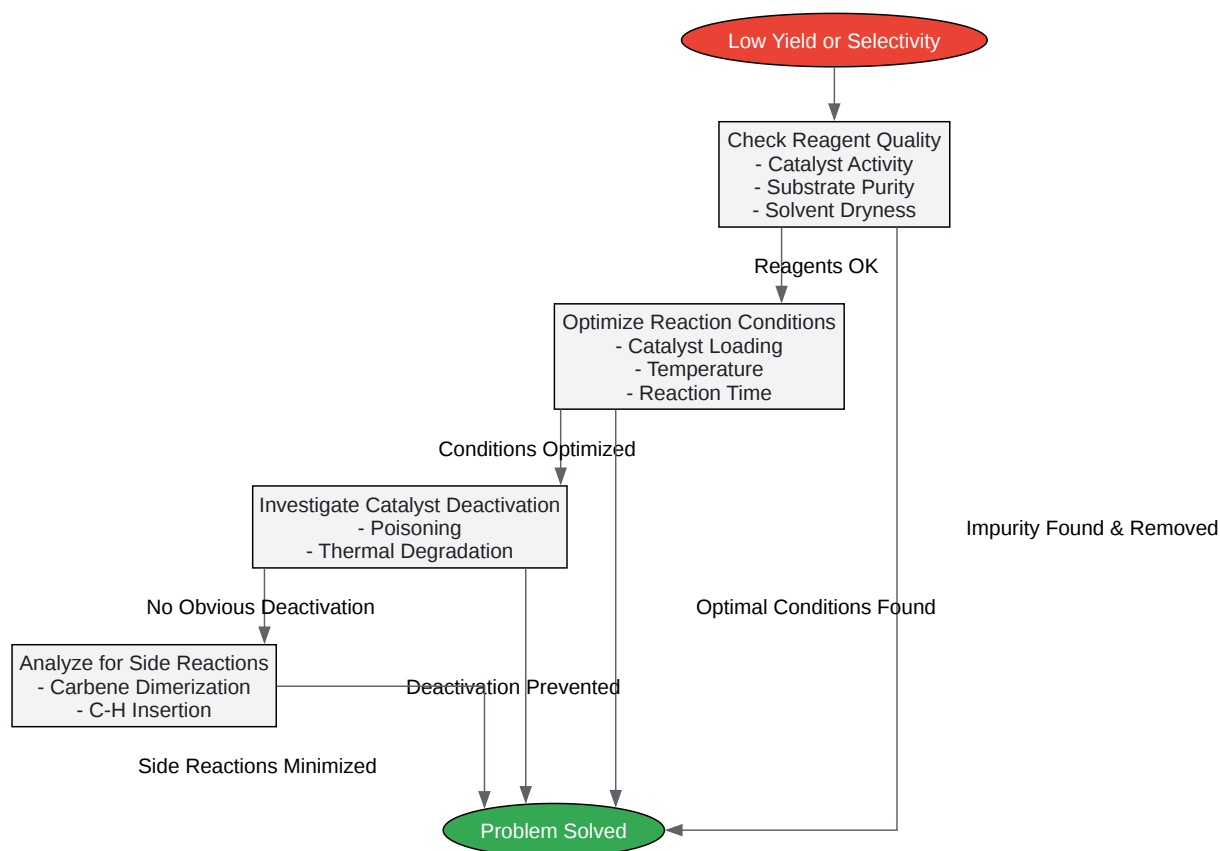 Low Yield or Selectivity
Check Reagent Quality
- Catalyst Activity
- Substrate Purity
- Solvent Dryness
Reagents OK
Optimize Reaction Conditions
- Catalyst Loading
- Temperature
- Reaction Time
Conditions Optimized
Investigate Catalyst Deactivation
- Poisoning
- Thermal Degradation
Impurity Found & Removed
No Obvious Deactivation
Optimal Conditions Found
Analyze for Side Reactions
- Carbene Dimerization
- C-H Insertion
Deactivation Prevented
Side Reactions Minimized
Problem Solved